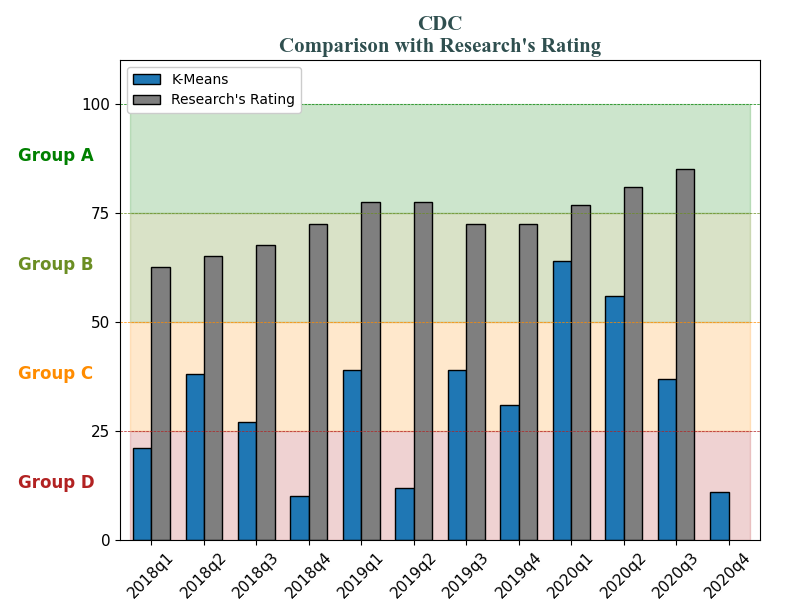 CDC
Comparison with Research's Rating
K-Means
Research's Rating
100
Group A
75
Group B
50
Group C
25
Group D
0
2018q1
2018q2
2018q3
2018q4
2019q1
2019q2
2019q3
2019q4
2020q1
2020q2
2020q3
2020q4